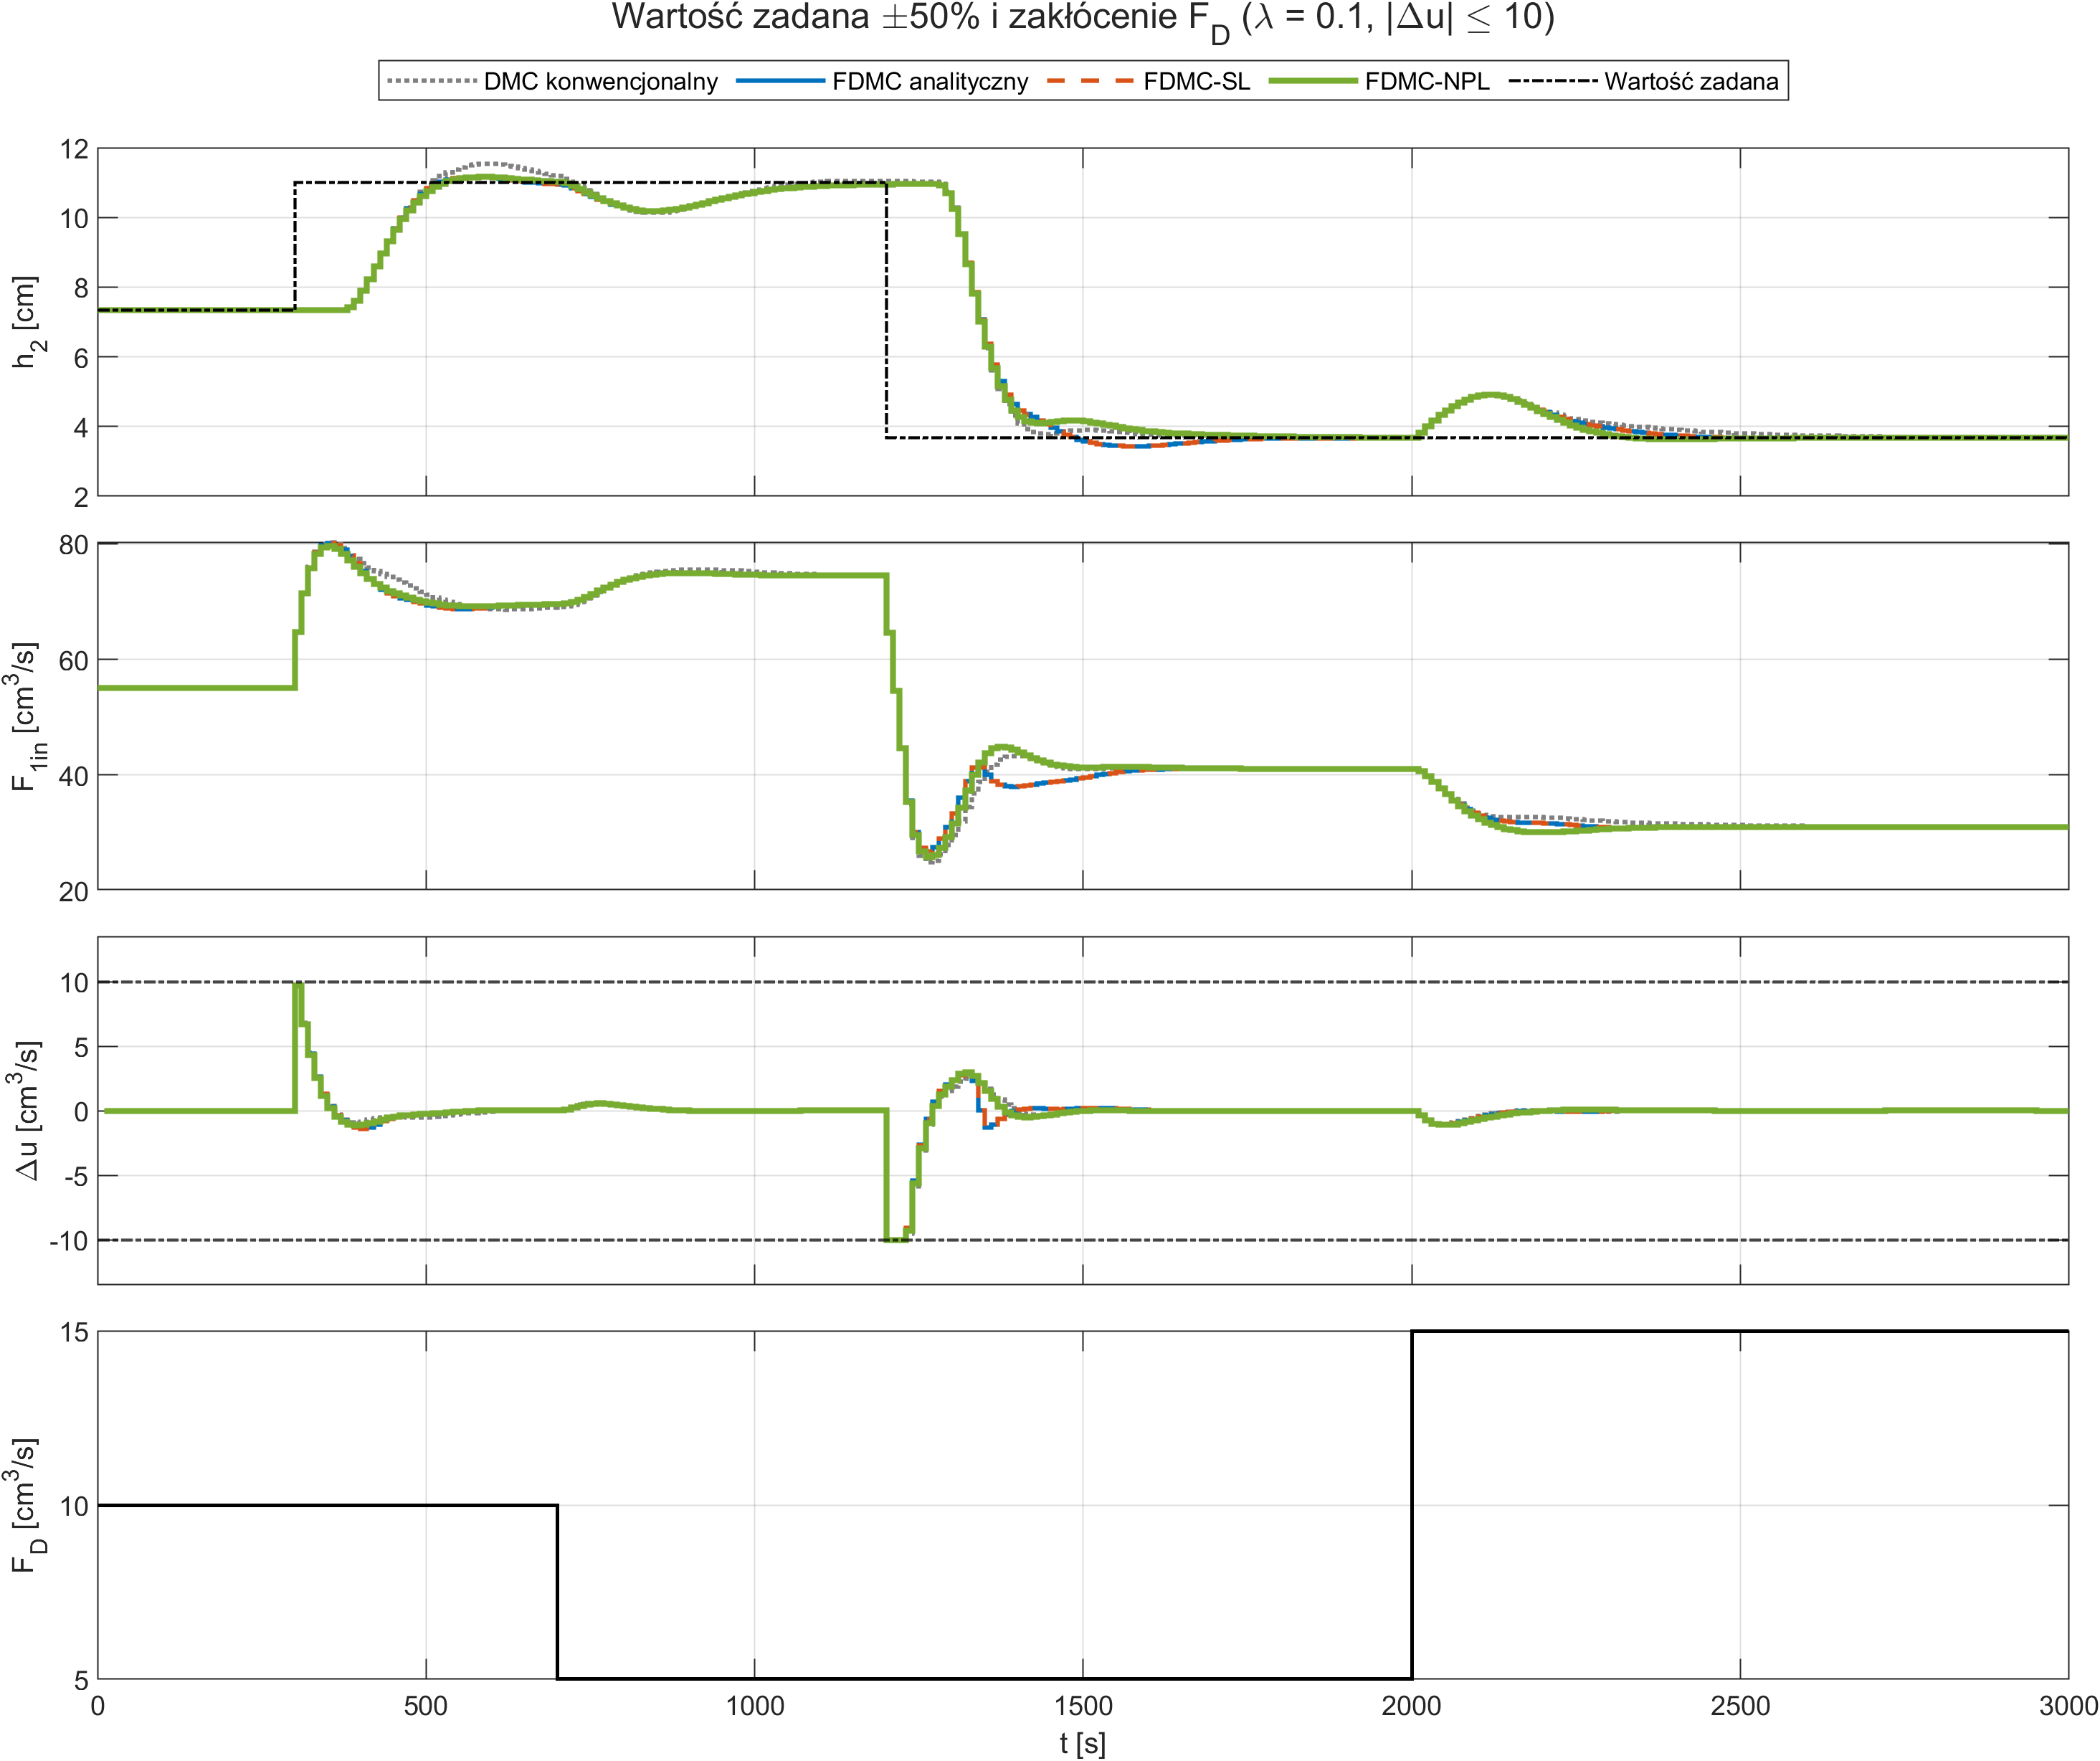 Wartość zadana ±50% i zakłócenie F_D (λ = 0.1, |Δu| ≤ 10)
DMC konwencjonalny FDMC analityczny FDMC-SL FDMC-NPL Wartość zadana
12
10
8
6
4
2
h_2 [cm]
80
60
40
20
F_1in [cm^3/s]
10
5
0
-5
-10
Δu [cm^3/s]
15
10
5
F_D [cm^3/s]
0 500 1000 1500 2000 2500 3000
t [s]